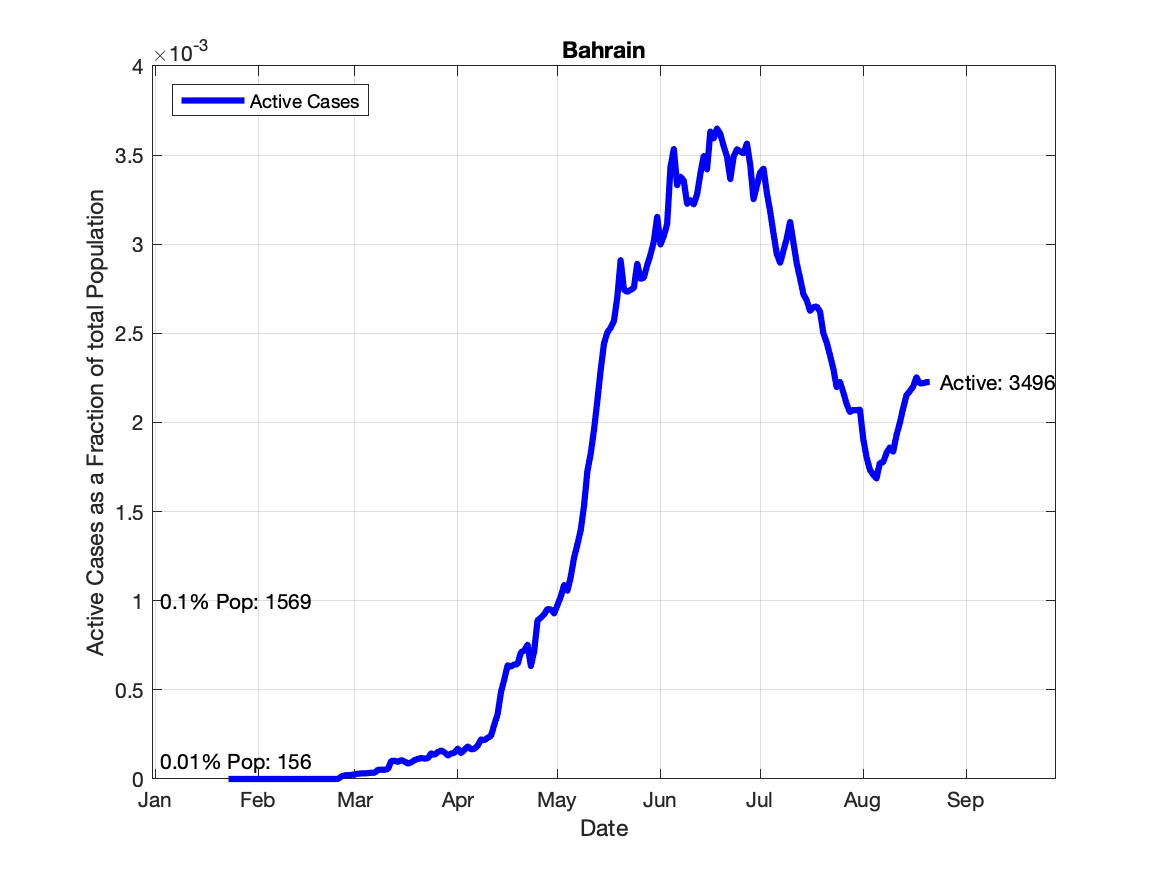 Bahrain
×10-3
4
3.5
3
2.5
2
1.5
1
0.5
0
Active Cases as a Fraction of total Population
Active Cases
Active: 3496
0.1% Pop: 1569
0.01% Pop: 156
Jan Feb Mar Apr May Jun Jul Aug Sep
Date